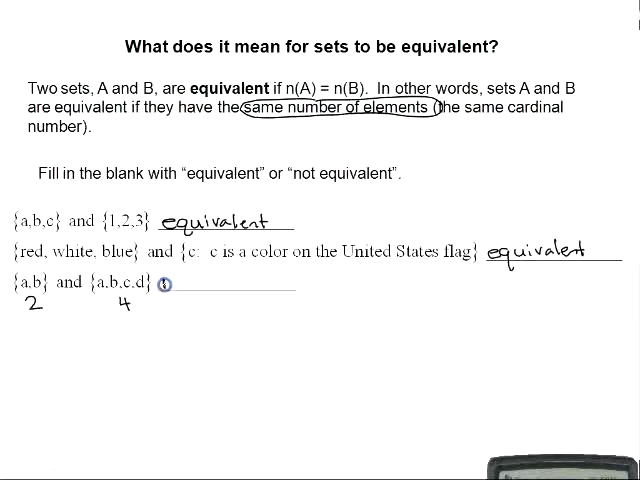 What does it mean for sets to be equivalent?
Two sets, A and B, are equivalent if n(A) = n(B). In other words, sets A and B
are equivalent if they have the same number of elements (the same cardinal
number).
Fill in the blank with “equivalent” or “not equivalent”.
{a,b,c} and {1,2,3} equivalent
{red, white, blue} and {c: c is a color on the United States flag} equivalent
{a,b} and {a,b,c,d}
2 4